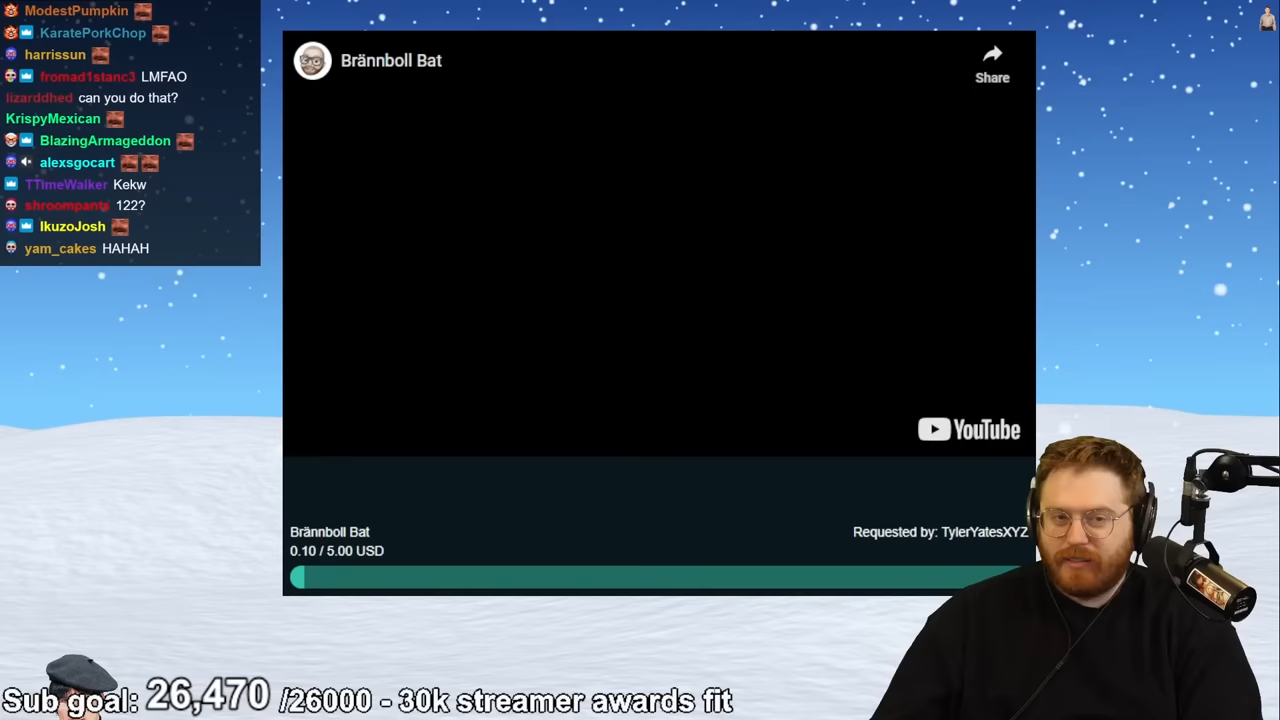 ModestPumpkin
KaratePorkChop
harrissun
fromad1stanc3 LMFAO
lizarddhed can you do that?
KrispyMexican
BlazingArmageddon
alexsgocart
TTimeWalker Kekw
shroompants 122?
IkuzoJosh
yam_cakes HAHAH
Brännboll Bat
Share
YouTube
Brännboll Bat
Requested by: TylerYatesXYZ
0.10 / 5.00 USD
Sub goal: 26,470 /26000 - 30k streamer awards fit